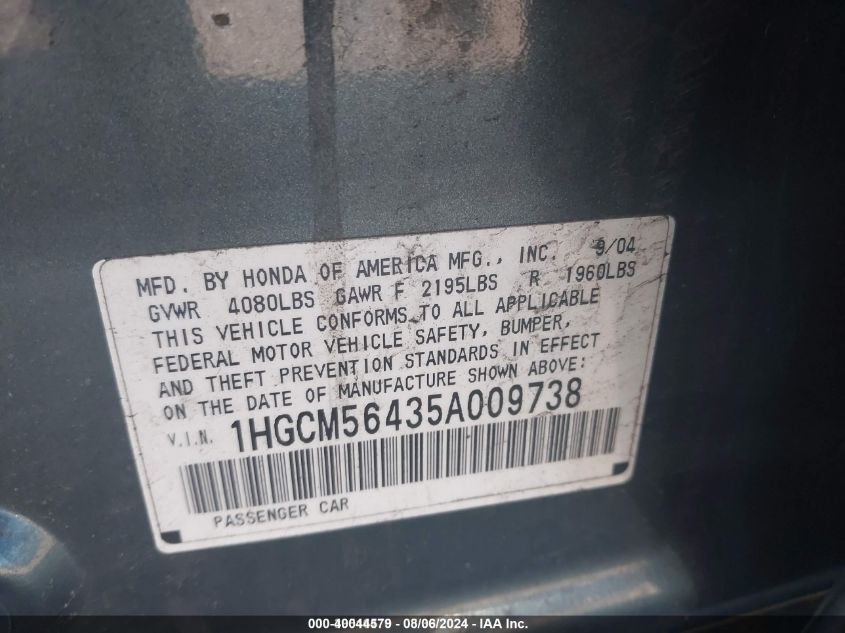 MFD. BY HONDA OF AMERICA MFG., INC. 9/04
GVWR 4080LBS GAWR F 2195LBS R 1960LBS
THIS VEHICLE CONFORMS TO ALL APPLICABLE
FEDERAL MOTOR VEHICLE SAFETY, BUMPER,
AND THEFT PREVENTION STANDARDS IN EFFECT
ON THE DATE OF MANUFACTURE SHOWN ABOVE:
V.I.N. 1HGCM56435A009738
PASSENGER CAR
000-40044579 - 08/06/2024 - IAA Inc.